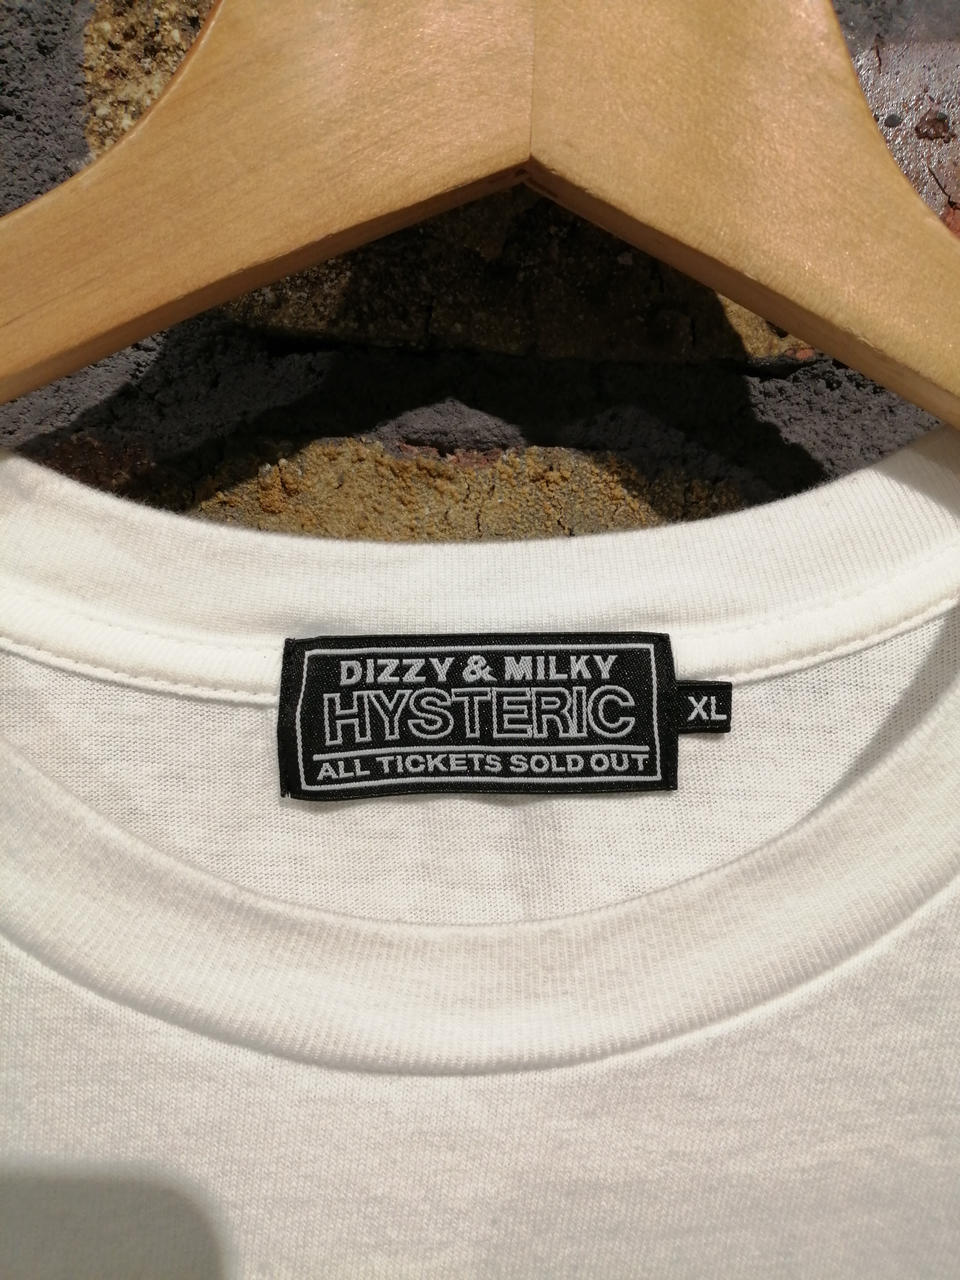 DIZZY & MILKY
HYSTERIC
ALL TICKETS SOLD OUT
XL